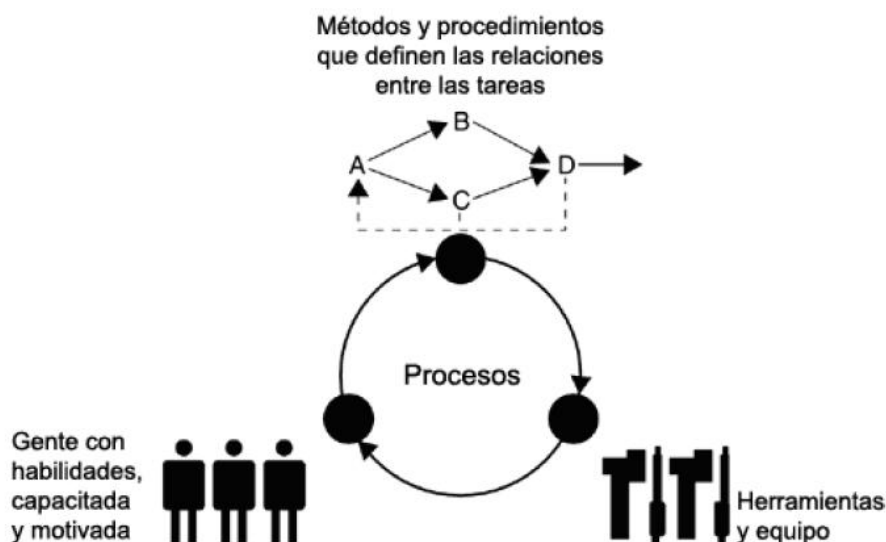 Métodos y procedimientos
que definen las relaciones
entre las tareas
B
A
D
C
Procesos
Gente con
habilidades,
capacitada
y motivada
Herramientas
y equipo